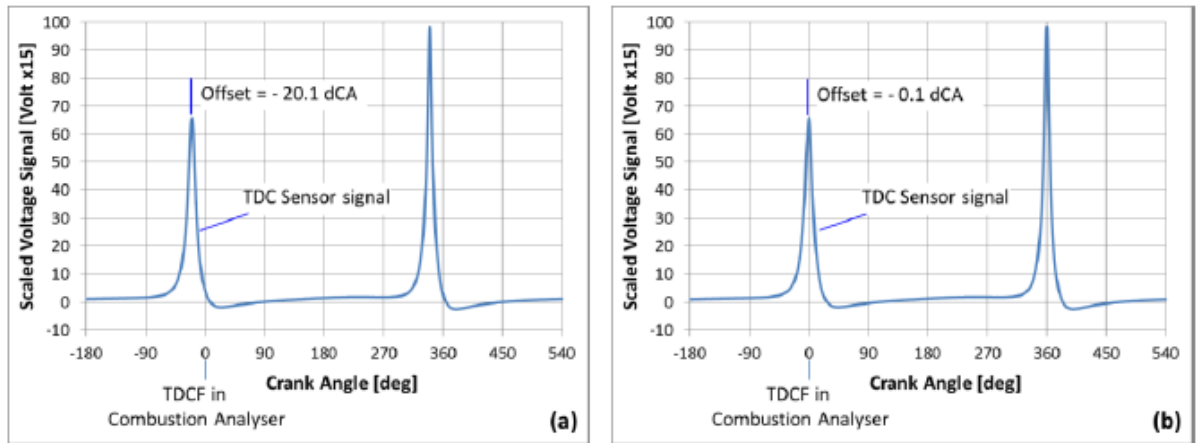 Scaled Voltage Signal [Volt x15]
100
90
80
70
60
50
40
30
20
10
0
-10
Offset = - 20.1 dCA
TDC Sensor signal
-180 -90 0 90 180 270 360 450 540
Crank Angle [deg]
TDCF in
Combustion Analyser
(a)
Scaled Voltage Signal [Volt x15]
100
90
80
70
60
50
40
30
20
10
0
-10
Offset = - 0.1 dCA
TDC Sensor signal
-180 -90 0 90 180 270 360 450 540
Crank Angle [deg]
TDCF in
Combustion Analyser
(b)